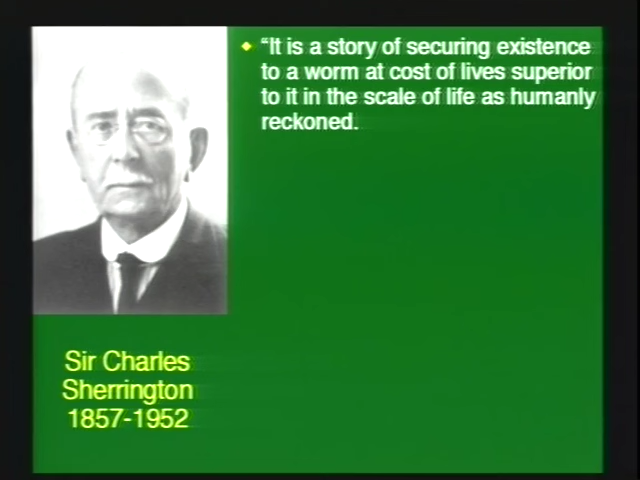 “It is a story of securing existence
to a worm at cost of lives superior
to it in the scale of life as humanly
reckoned.
Sir Charles
Sherrington
1857-1952